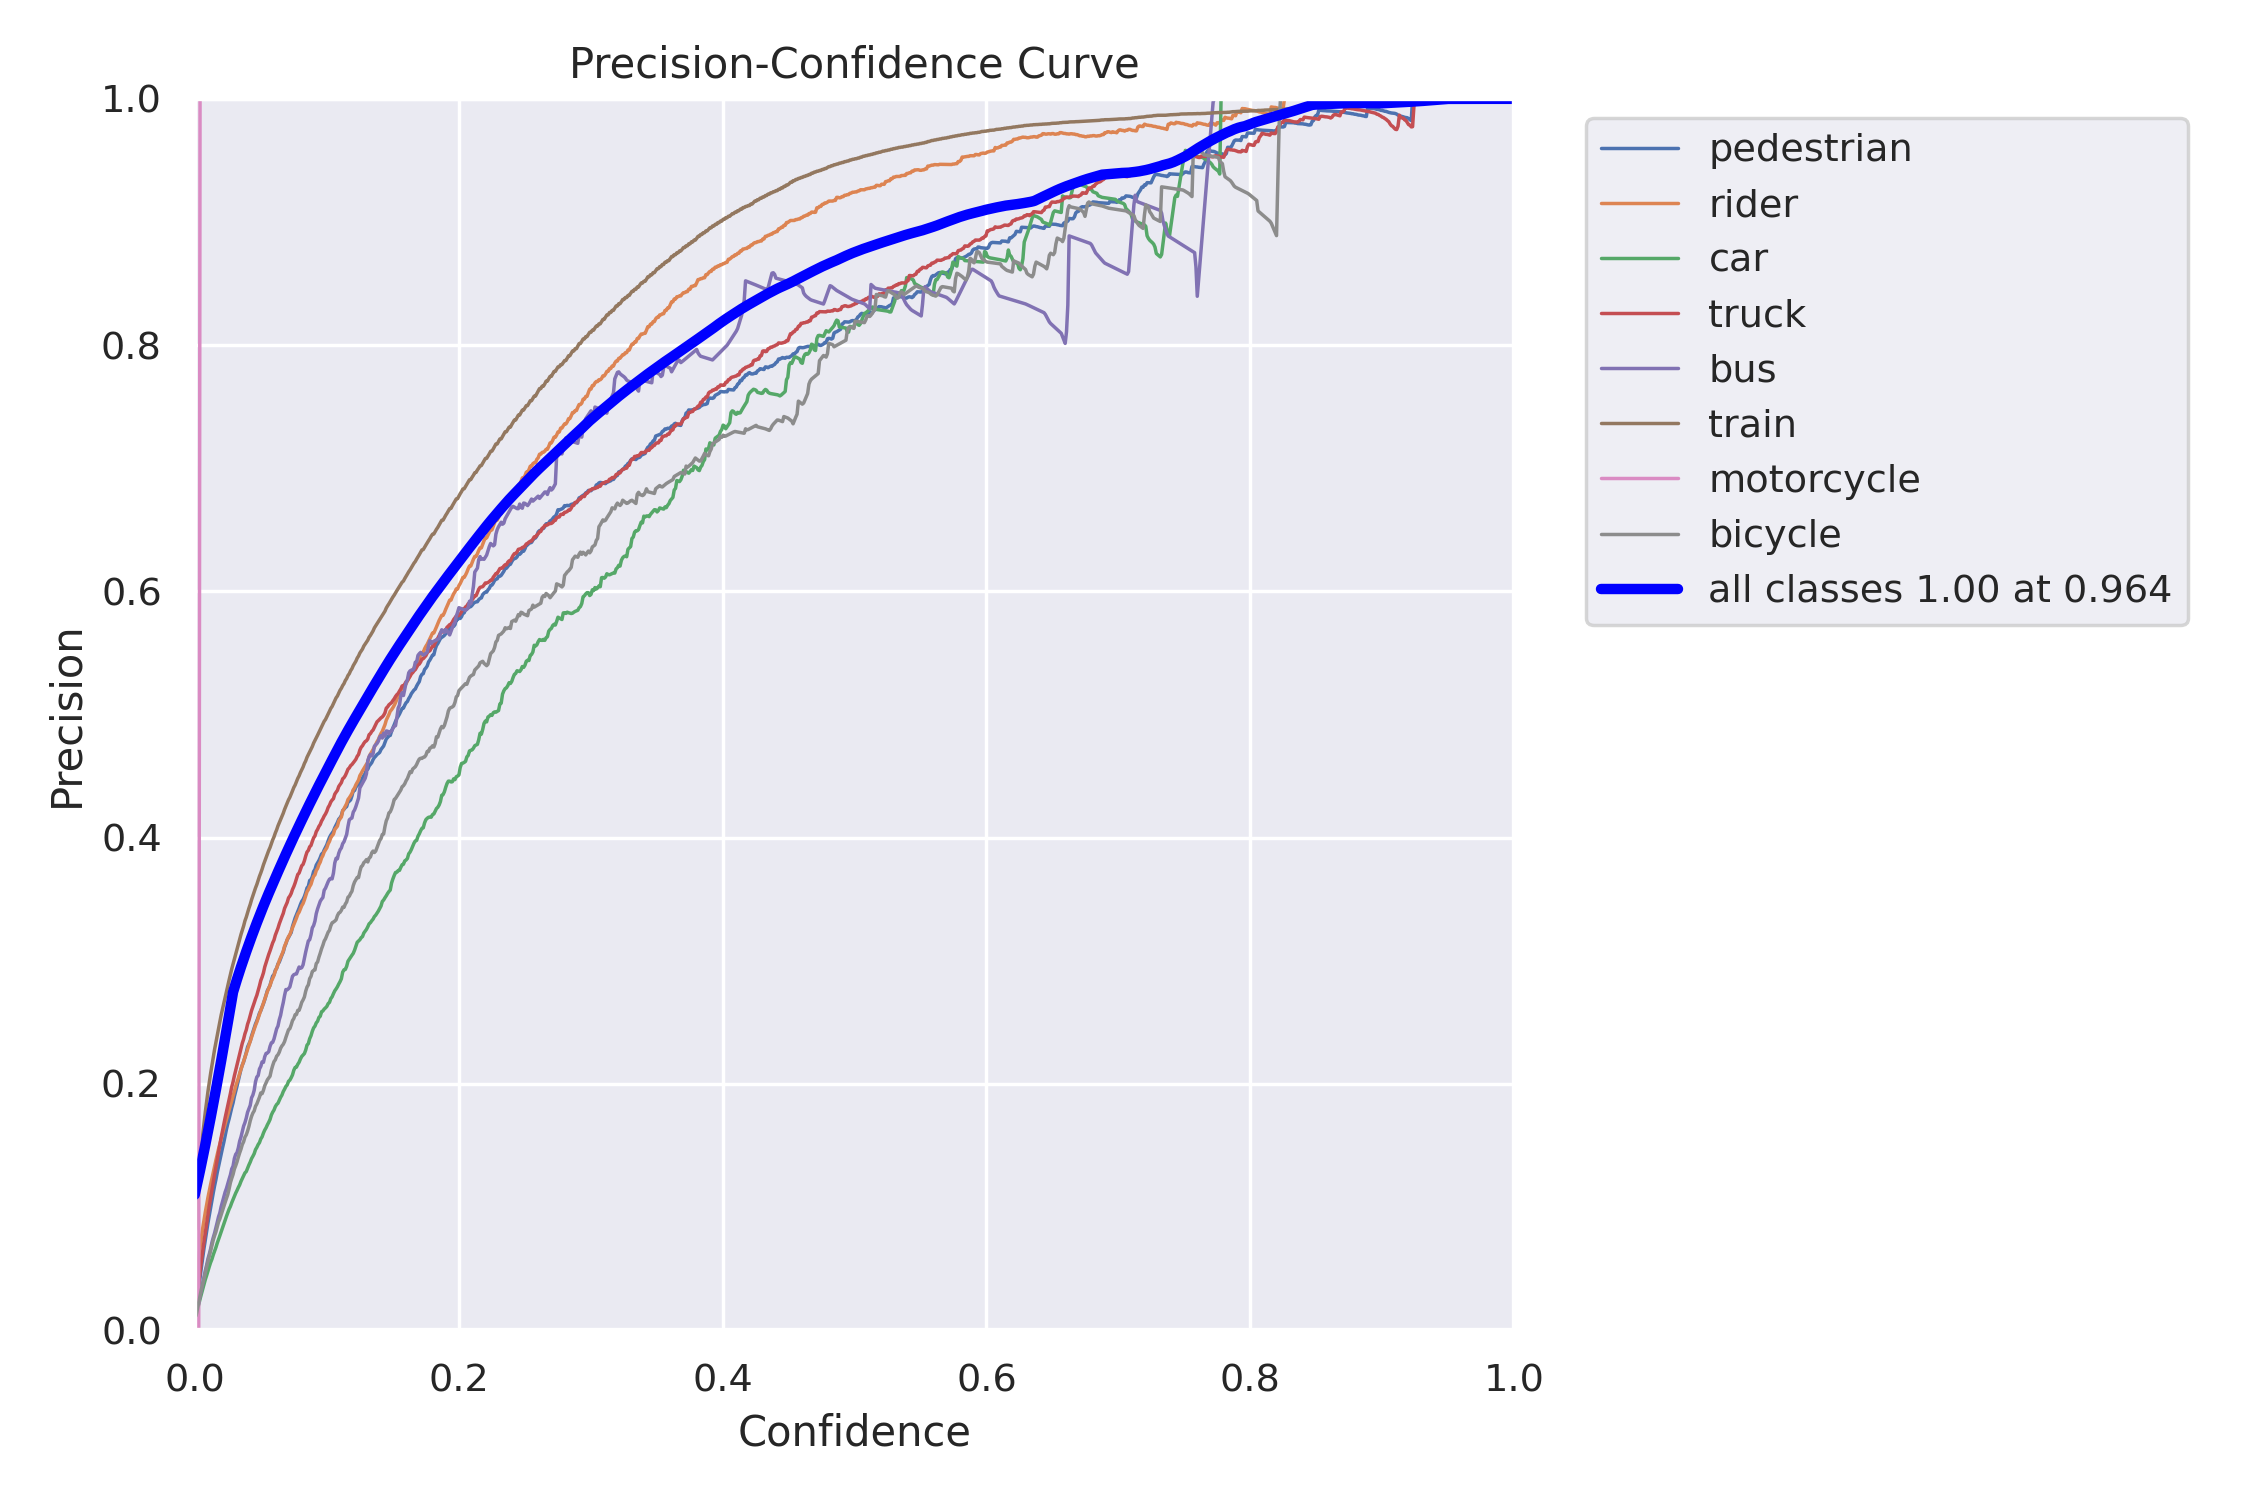 Precision-Confidence Curve
1.0
0.8
0.6
0.4
0.2
0.0
Precision
0.0 0.2 0.4 0.6 0.8 1.0
Confidence
pedestrian
rider
car
truck
bus
train
motorcycle
bicycle
all classes 1.00 at 0.964